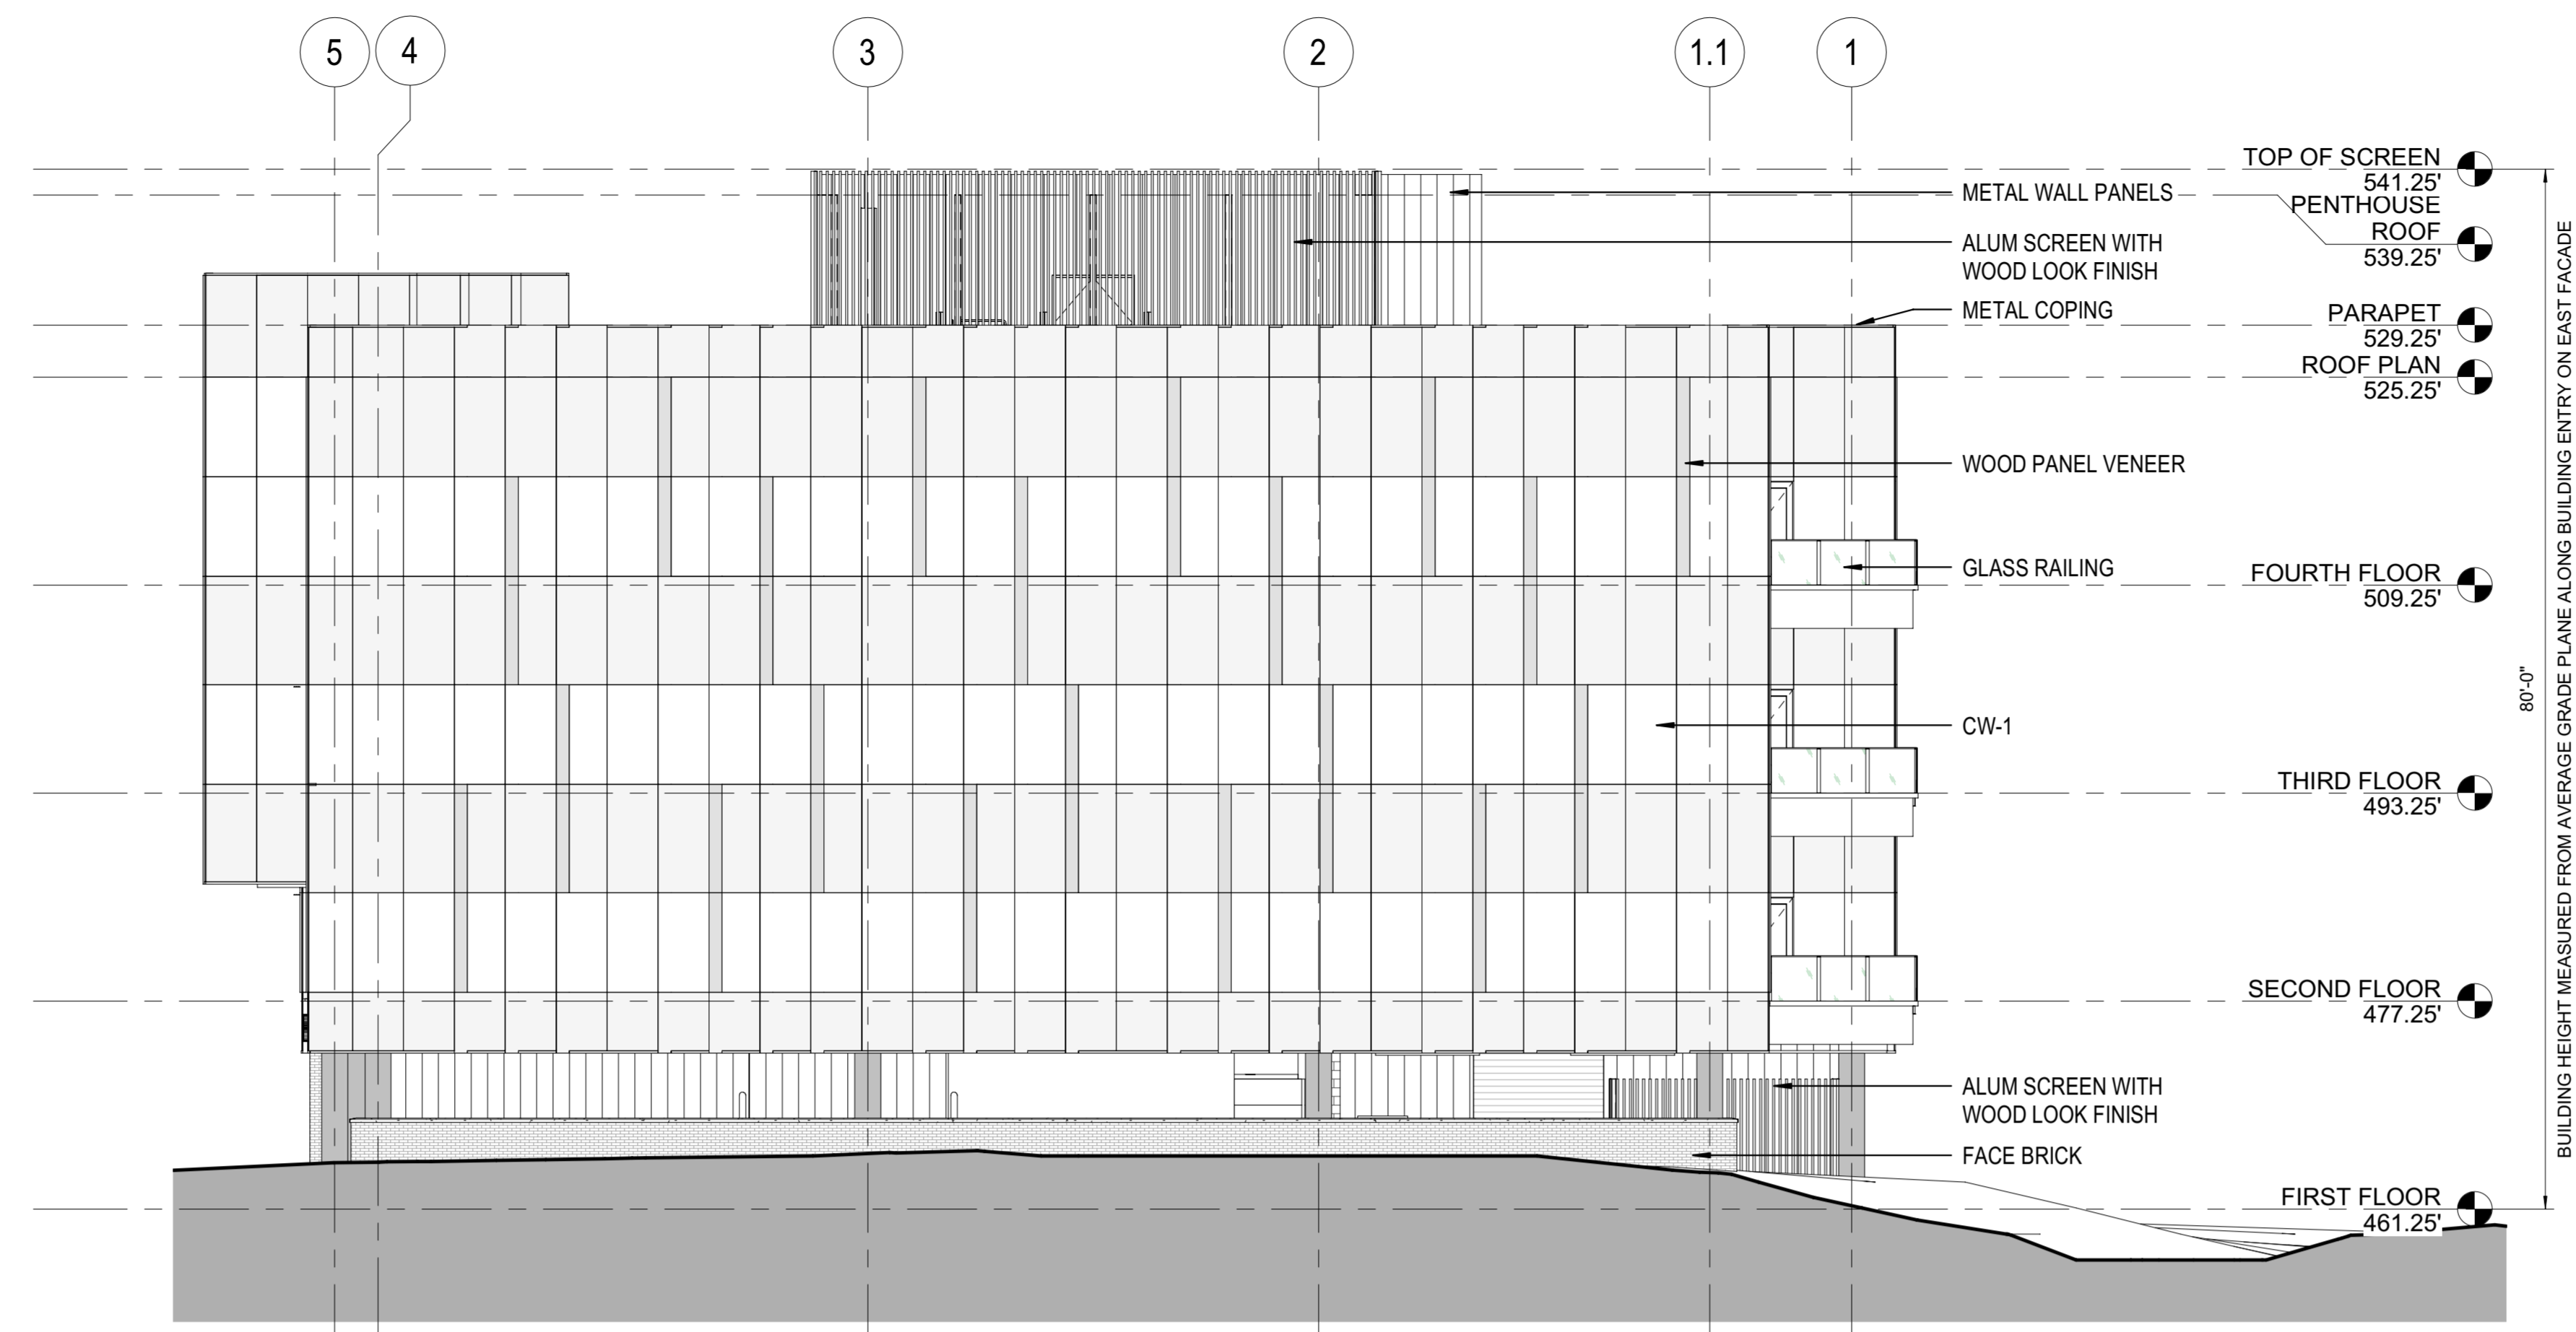 5
4
3
2
1.1
1
TOP OF SCREEN
541.25'
METAL WALL PANELS
PENTHOUSE
ROOF
539.25'
ALUM SCREEN WITH
WOOD LOOK FINISH
METAL COPING
PARAPET
529.25'
ROOF PLAN
525.25'
WOOD PANEL VENEER
GLASS RAILING
FOURTH FLOOR
509.25'
CW-1
THIRD FLOOR
493.25'
SECOND FLOOR
477.25'
ALUM SCREEN WITH
WOOD LOOK FINISH
FACE BRICK
FIRST FLOOR
461.25'
80'-0"
BUILDING HEIGHT MEASURED FROM AVERAGE GRADE PLANE ALONG BUILDING ENTRY ON EAST FACADE